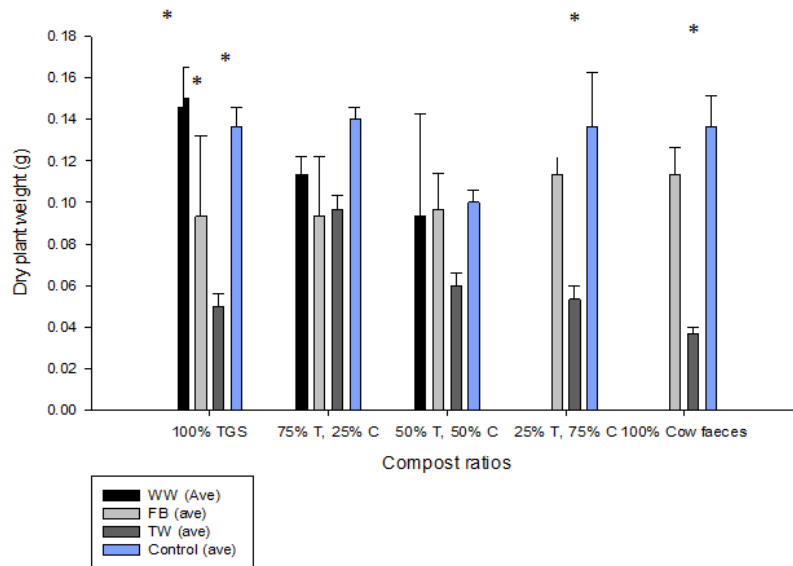 *
*
*
*
*
0.18
0.16
0.14
0.12
0.10
0.08
0.06
0.04
0.02
0.00
Dry plant weight (g)
100% TGS
75% T, 25% C
50% T, 50% C
25% T, 75% C
100% Cow faeces
Compost ratios
WW (Ave)
FB (ave)
TW (ave)
Control (ave)